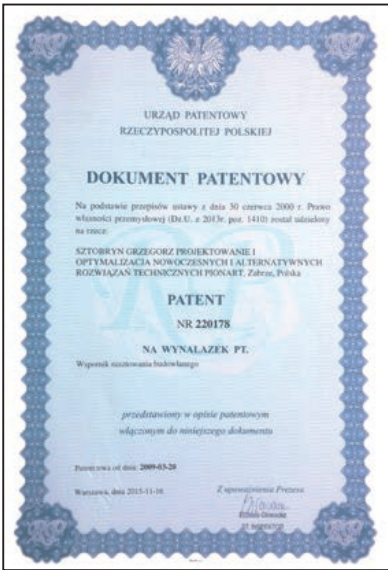 URZĄD PATENTOWY
RZECZYPOSPOLITEJ POLSKIEJ
DOKUMENT PATENTOWY
Na podstawie przepisów ustawy z dnia 30 czerwca 2000 r. Prawo
własności przemysłowej (Dz.U. z 2013r. poz. 1410) został udzielony
na rzecz:
SZTOBRYN GRZEGORZ PROJEKTOWANIE I
OPTYMALIZACJA NOWOCZESNYCH I ALTERNATYWNYCH
ROZWIĄZAŃ TECHNICZNYCH PIONART, Zabrze, Polska
PATENT
NR 220178
NA WYNALAZEK PT.
Wspornik rusztowania budowlanego
przedstawiony w opisie patentowym
włączonym do niniejszego dokumentu
Patent trwa od dnia: 2009-03-20
Warszawa, dnia 2015-11-16
Z upoważnienia Prezesa